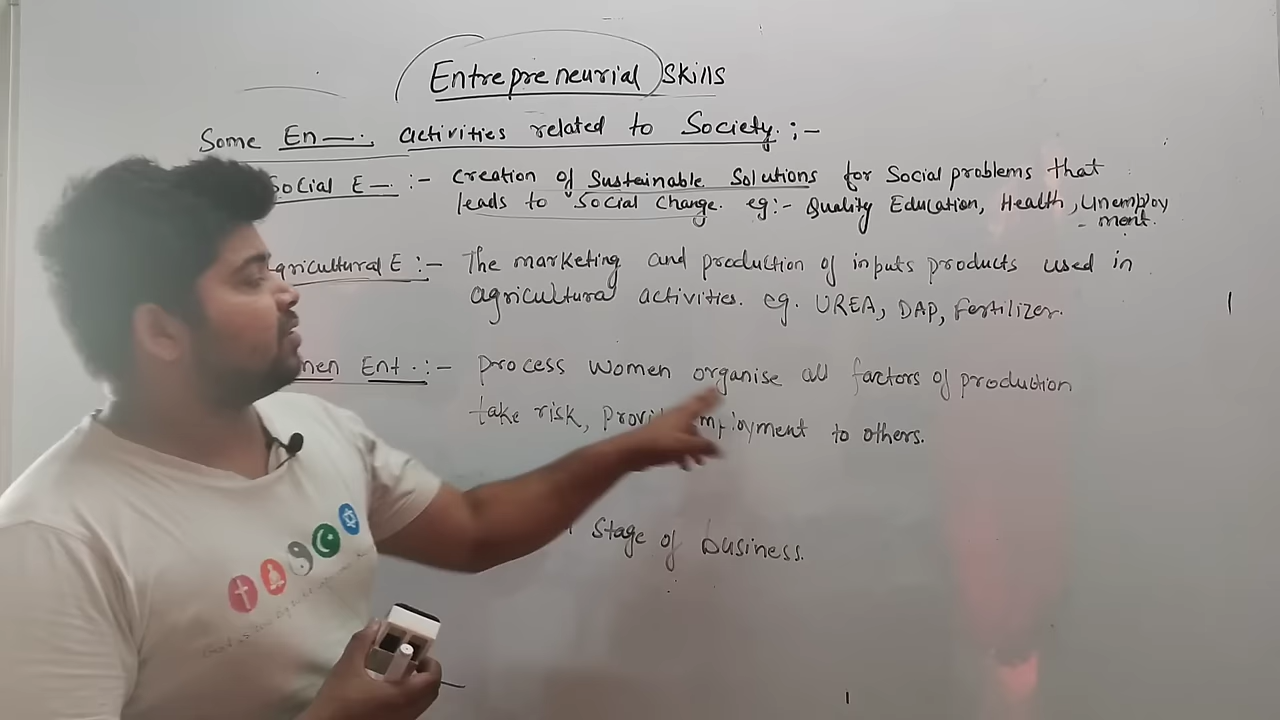 Entrepreneurial Skills
Some En—. activities related to Society :-
Social E— :- Creation of Sustainable Solutions for Social problems that
leads to "Social Change. eg:- Quality Education, Health, Unemploy
- ment.
Agricultural E :- The marketing and production of inputs products used in
agricultural activities. eg. UREA, DAP, Fertilizer.
men Ent. :- Process women organise all factors of production
take risk, provi employment to others.
stage of business.